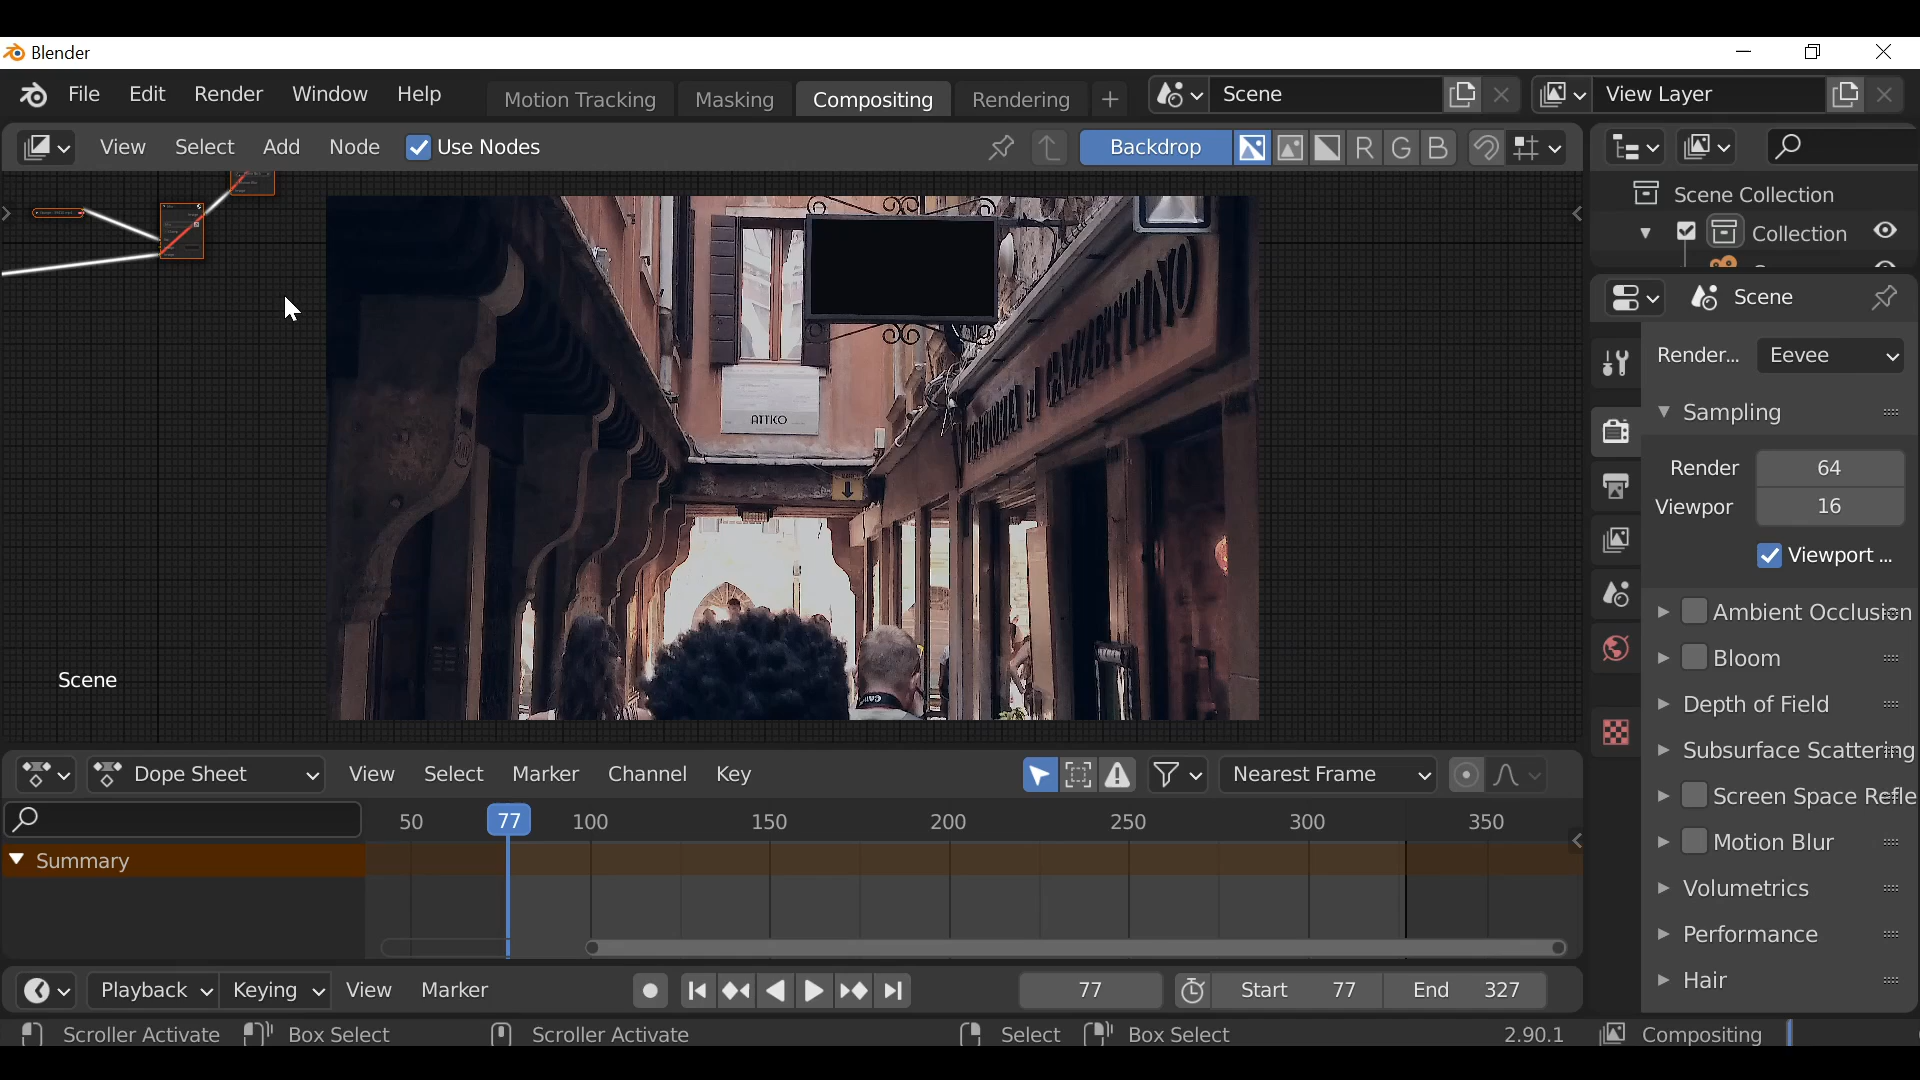 Blender
File Edit Render Window Help Motion Tracking Masking Compositing Rendering + Scene View Layer
View Select Add Node Use Nodes Backdrop R G B
Scene Collection
Collection
Scene
ATTKO
Scene
Render... Eevee
Sampling
Render 64
Viewpor 16
Viewport ...
Ambient Occlusion
Bloom
Depth of Field
Subsurface Scattering
Screen Space Refle
Motion Blur
Volumetrics
Performance
Hair
Dope Sheet View Select Marker Channel Key Nearest Frame
50 77 100 150 200 250 300 350
Summary
Playback Keying View Marker 77 Start 77 End 327
Scroller Activate Box Select Scroller Activate Select Box Select 2.90.1 Compositing